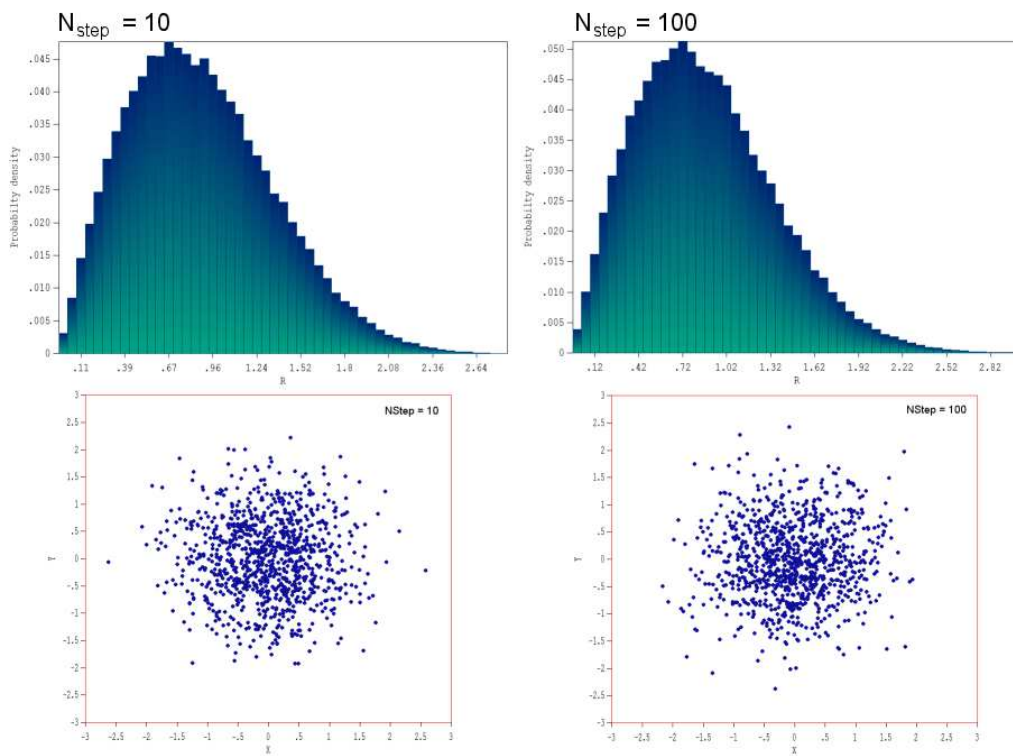 N_step = 10
.045
.040
.035
.030
.025
.020
.015
.010
.005
0
Probabilty density
.11 .39 .67 .96 1.24 1.52 1.8 2.08 2.36 2.64
R
N_step = 100
.050
.045
.040
.035
.030
.025
.020
.015
.010
.005
0
Probabilty density
.12 .42 .72 1.02 1.32 1.62 1.92 2.22 2.52 2.82
R
NStep = 10
3
2.5
2
1.5
1
.5
0
-.5
-1
-1.5
-2
-2.5
-3
Y
-3 -2.5 -2 -1.5 -1 -0.5 0 .5 1 1.5 2 2.5 3
X
NStep = 100
3
2.5
2
1.5
1
.5
0
-.5
-1
-1.5
-2
-2.5
-3
Y
-3 -2.5 -2 -1.5 -1 -0.5 0 .5 1 1.5 2 2.5 3
X